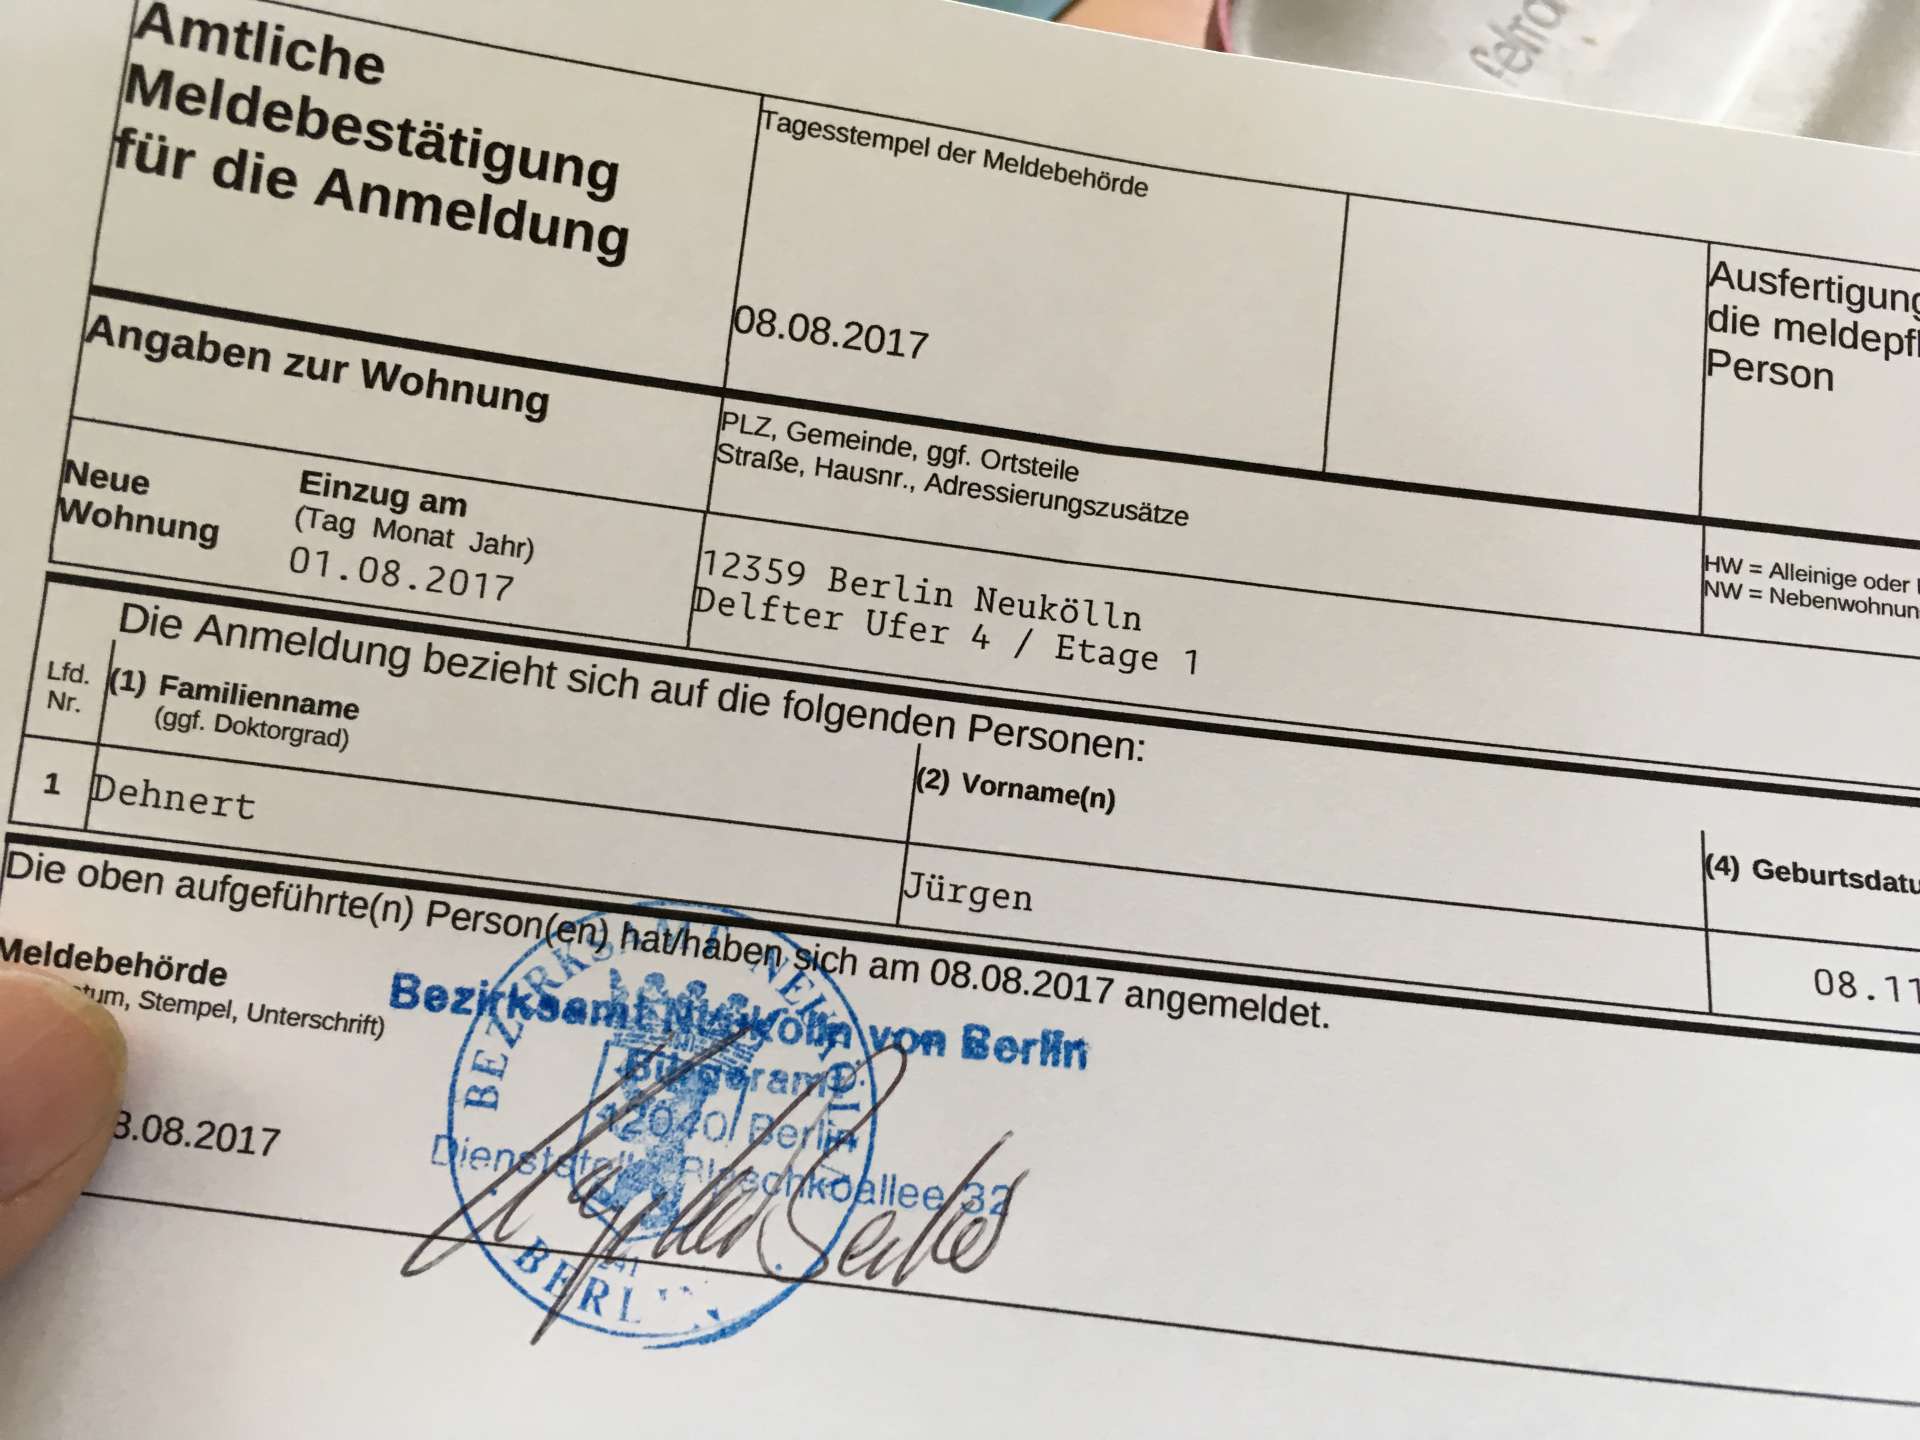 Amtliche
Meldebestätigung
für die Anmeldung
Tagesstempel der Meldebehörde
08.08.2017
Ausfertigung
die meldepfl
Person
Angaben zur Wohnung
PLZ, Gemeinde, ggf. Ortsteile
Straße, Hausnr., Adressierungszusätze
Neue
Wohnung
Einzug am
(Tag Monat Jahr)
01.08.2017
12359 Berlin Neukölln
Delfter Ufer 4 / Etage 1
HW = Alleinige oder
NW = Nebenwohnun
Die Anmeldung bezieht sich auf die folgenden Personen:
Lfd.
Nr.
(1) Familienname
(ggf. Doktorgrad)
(2) Vorname(n)
(4) Geburtsdatu
1
Dehnert
Jürgen
08.11
Die oben aufgeführte(n) Person(en) hat/haben sich am 08.08.2017 angemeldet.
Meldebehörde
tum, Stempel, Unterschrift)
8.08.2017
BEZIRKSAMT NEUKÖLLN
Bezirksamt Neukölln von Berlin
Bürgeramt
12040 Berlin
Dienststelle Blaschkoallee 32
241
BERLIN